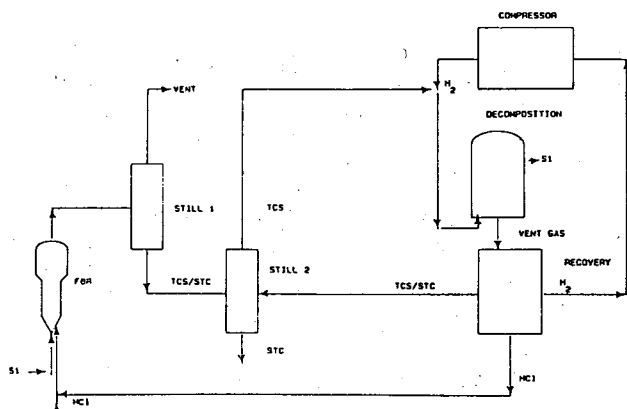 COMPRESSOR
VENT
H2
DECOMPOSITION
SI
STILL 1
TCS
VENT GAS
FBR
STILL 2
RECOVERY
TCS/STC
TCS/STC
H2
STC
SI
HCl
HCl